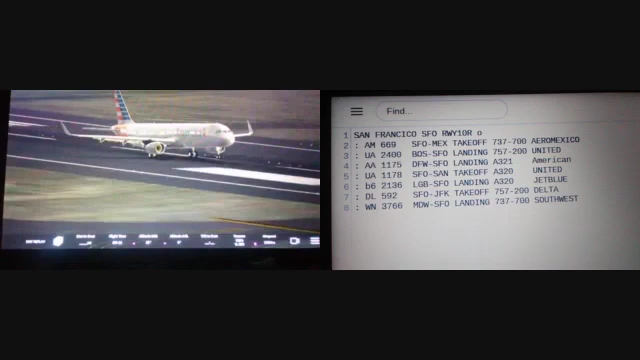 Find...
1 SAN FRANCICO SFO RWY10R o
2 : AM 669 SFO-MEX TAKEOFF 737-700 AEROMEXICO
3 : UA 2400 BOS-SFO LANDING 757-200 UNITED
4 : AA 1175 DFW-SFO LANDING A321 American
5 : UA 1178 SFO-SAN TAKEOFF A320 UNITED
6 : b6 2136 LGB-SFO LANDING A320 JETBLUE
7 : DL 592 SFO-JFK TAKEOFF 757-200 DELTA
8 : WN 3766 MDW-SFO LANDING 737-700 SOUTHWEST